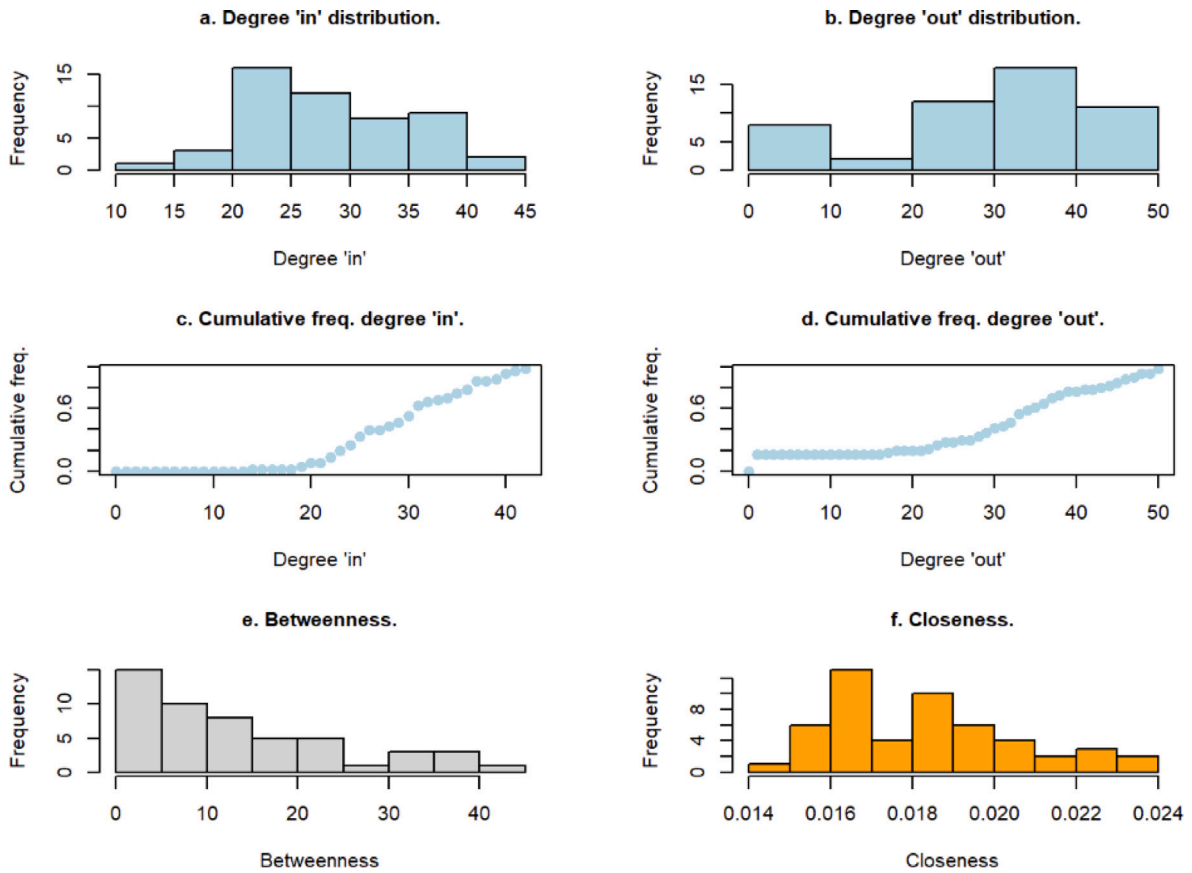 a. Degree 'in' distribution.
Frequency
0 5 15
10 15 20 25 30 35 40 45
Degree 'in'
b. Degree 'out' distribution.
Frequency
0 5 15
0 10 20 30 40 50
Degree 'out'
c. Cumulative freq. degree 'in'.
Cumulative freq.
0.0 0.6
0 10 20 30 40
Degree 'in'
d. Cumulative freq. degree 'out'.
Cumulative freq.
0.0 0.6
0 10 20 30 40 50
Degree 'out'
e. Betweenness.
Frequency
0 5 10
0 10 20 30 40
Betweenness
f. Closeness.
Frequency
0 4 8
0.014 0.016 0.018 0.020 0.022 0.024
Closeness